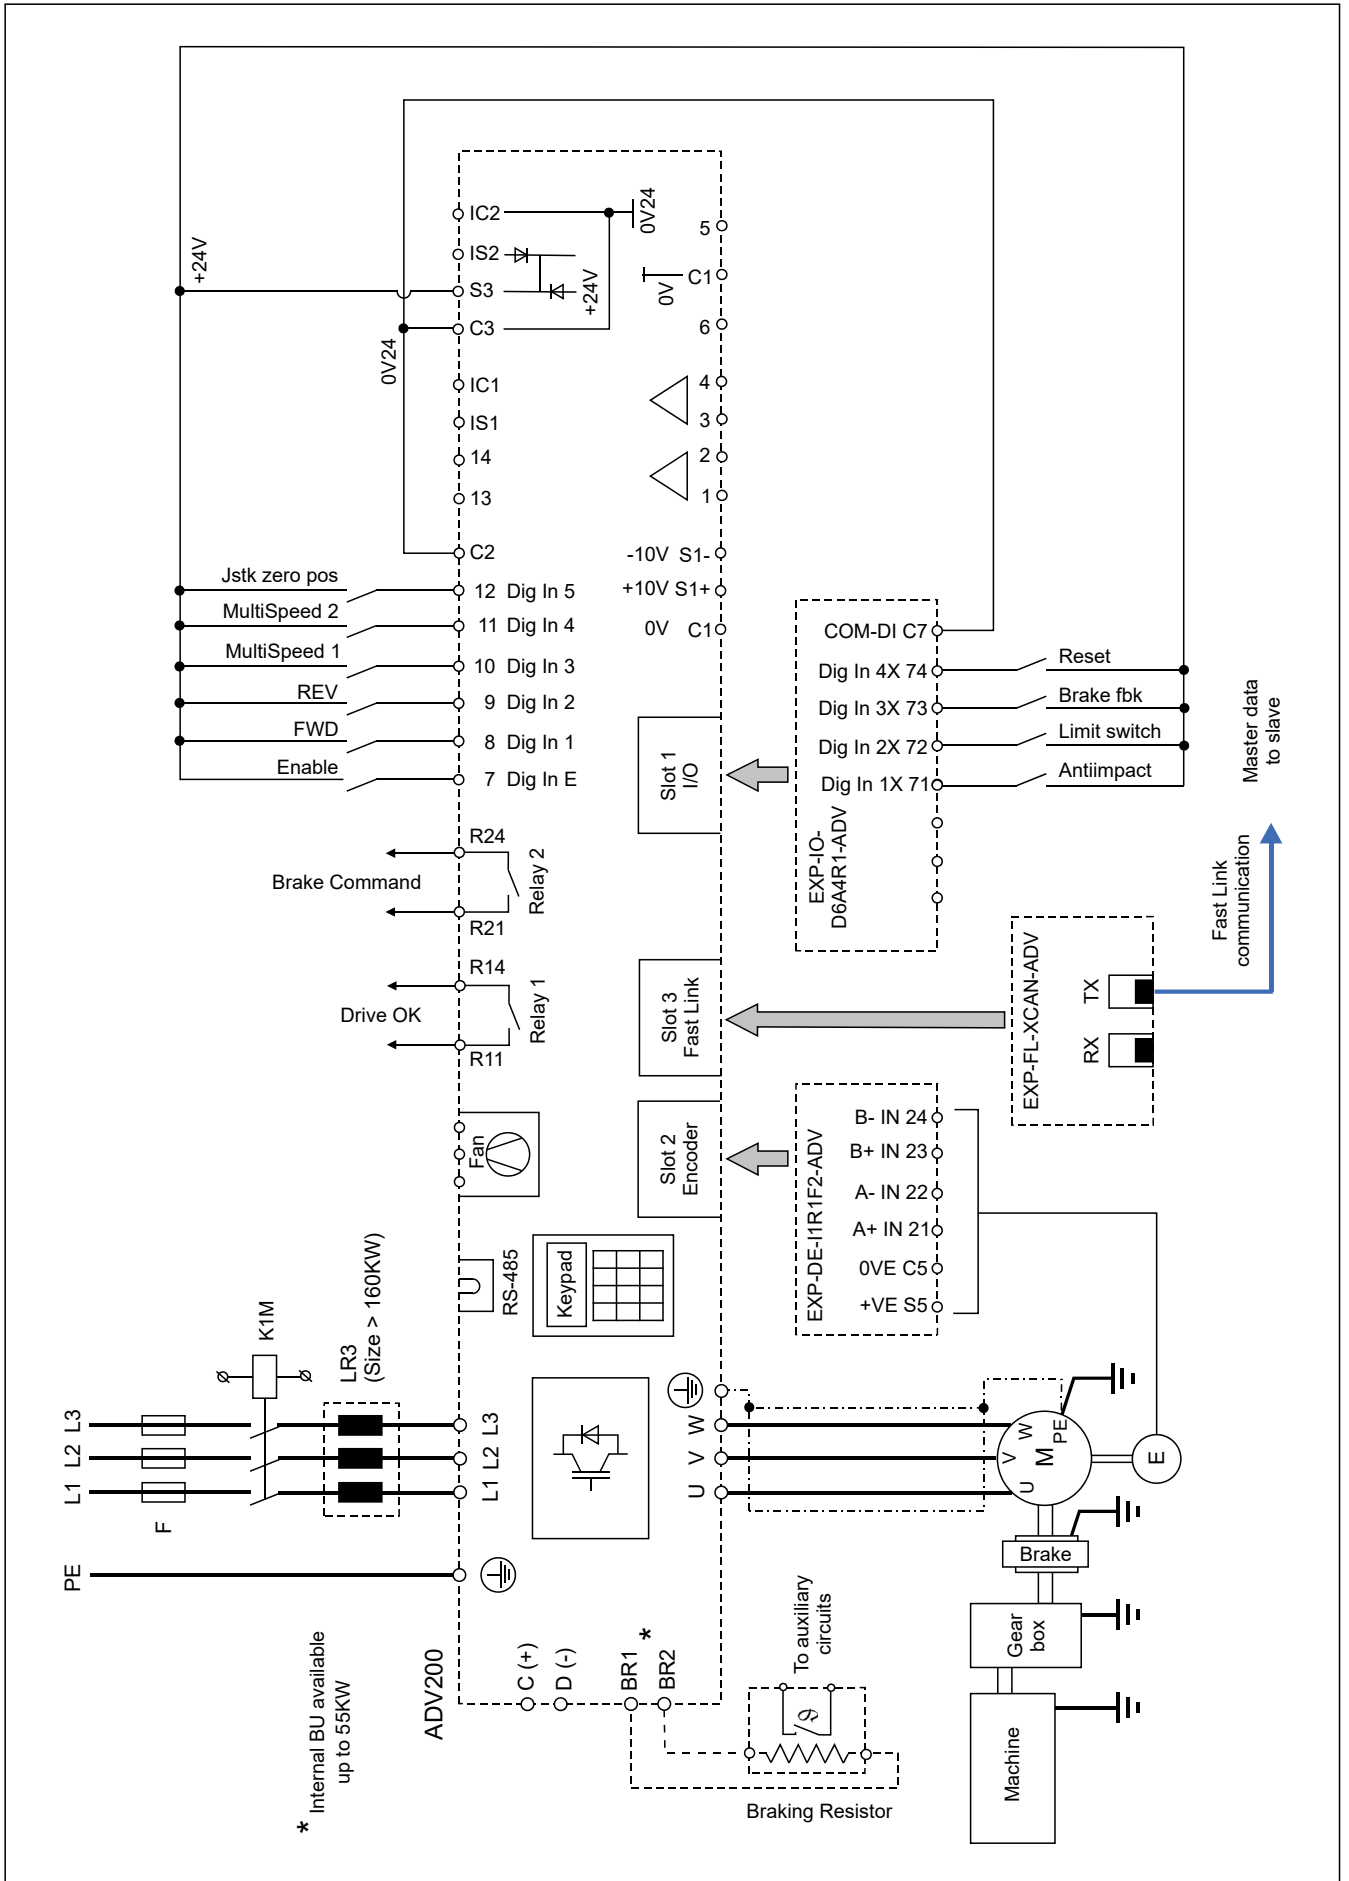 +24V
0V24
IC2
IS2
S3
C3
0V24
+24V
IC1
IS1
14
13
C2
5
0V
C1
6
4
3
2
1
-10V S1-
+10V S1+
0V C1
Jstk zero pos
12 Dig In 5
MultiSpeed 2
11 Dig In 4
MultiSpeed 1
10 Dig In 3
REV
9 Dig In 2
FWD
8 Dig In 1
Enable
7 Dig In E
COM-DI C7
Dig In 4X 74
Reset
Dig In 3X 73
Brake fbk
Dig In 2X 72
Limit switch
Dig In 1X 71
Antiimpact
EXP-IO-
D6A4R1-ADV
Slot 1
I/O
Master data
to slave
R24
Brake Command
Relay 2
R21
R14
Drive OK
Relay 1
R11
Slot 3
Fast Link
Fast Link
communication
EXP-FL-XCAN-ADV
TX
RX
Fan
Slot 2
Encoder
EXP-DE-I1R1F2-ADV
B- IN 24
B+ IN 23
A- IN 22
A+ IN 21
0VE C5
+VE S5
RS-485
Keypad
K1M
LR3
(Size > 160KW)
L3
L2
L1
F
PE
L3
L2
L1
W
V
U
W
V
U
M
PE
E
Brake
Gear
box
Machine
ADV200
C (+)
D (-)
BR1
BR2
*
To auxiliary
circuits
ϑ
Braking Resistor
* Internal BU available
up to 55KW